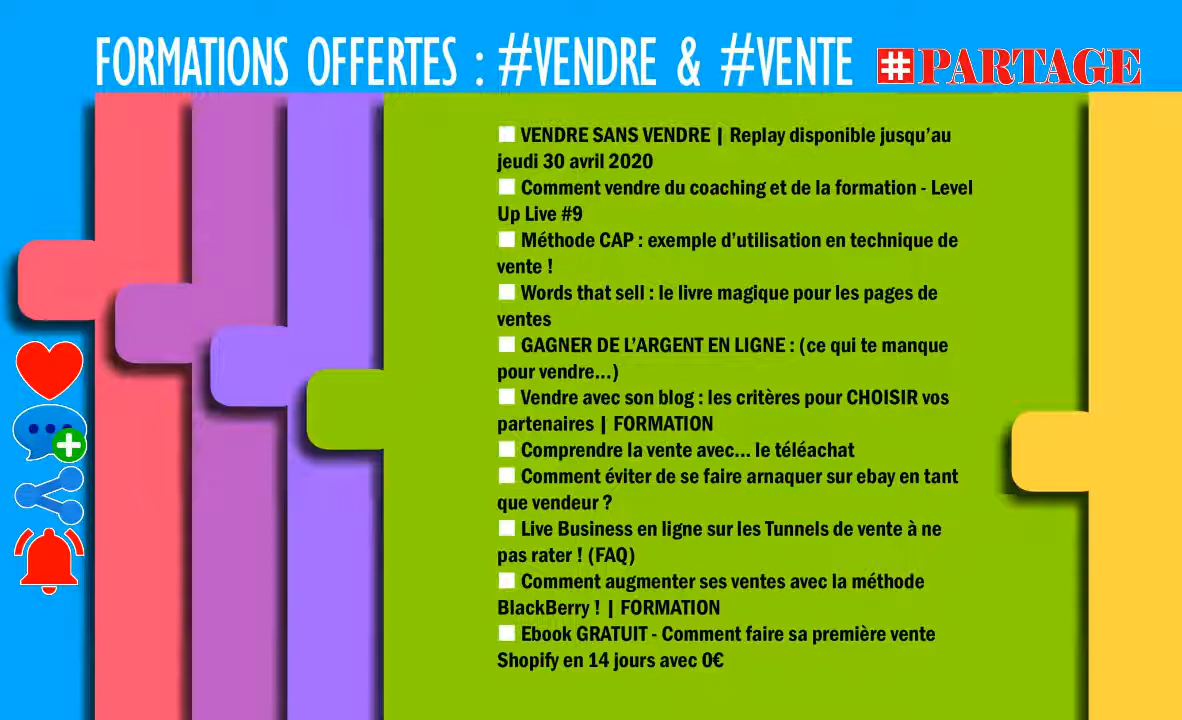 FORMATIONS OFFERTES : #VENDRE & #VENTE #PARTAGE
VENDRE SANS VENDRE | Replay disponible jusqu’au
jeudi 30 avril 2020
Comment vendre du coaching et de la formation - Level
Up Live #9
Méthode CAP : exemple d’utilisation en technique de
vente !
Words that sell : le livre magique pour les pages de
ventes
GAGNER DE L’ARGENT EN LIGNE : (ce qui te manque
pour vendre...)
Vendre avec son blog : les critères pour CHOISIR vos
partenaires | FORMATION
Comprendre la vente avec... le téléachat
Comment éviter de se faire arnaquer sur ebay en tant
que vendeur ?
Live Business en ligne sur les Tunnels de vente à ne
pas rater ! (FAQ)
Comment augmenter ses ventes avec la méthode
BlackBerry ! | FORMATION
Ebook GRATUIT - Comment faire sa première vente
Shopify en 14 jours avec 0€